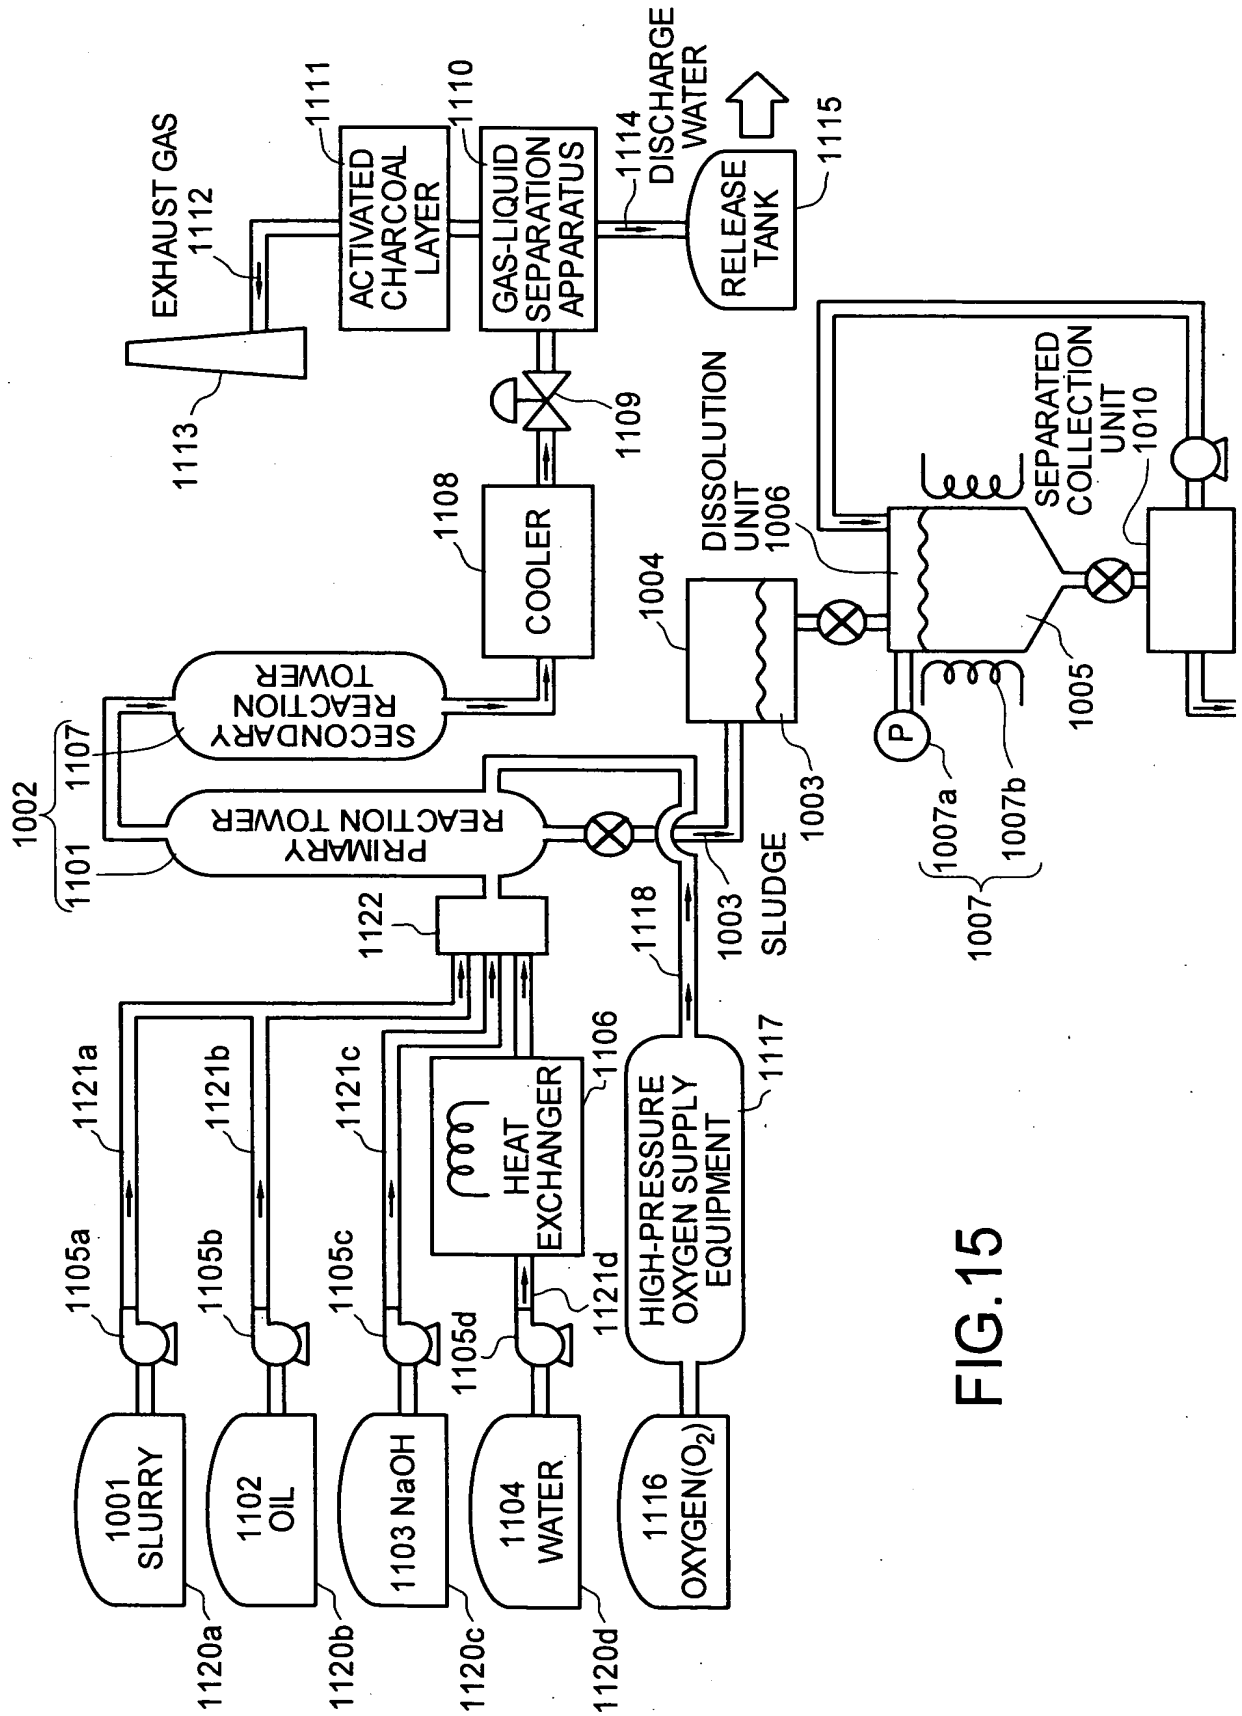 1120a
1001
SLURRY
1105a
1121a
1120b
1102
OIL
1105b
1121b
1120c
1103 NaOH
1105c
1121c
1120d
1104
WATER
1105d
1121d
HEAT
EXCHANGER
1106
1116
OXYGEN(O2)
HIGH-PRESSURE
OXYGEN SUPPLY
EQUIPMENT
1117
1118
1122
1002
1101
1107
PRIMARY
REACTION TOWER
SECONDARY
REACTION
TOWER
1003
SLUDGE
COOLER
1108
1109
EXHAUST GAS
1112
1113
ACTIVATED
CHARCOAL
LAYER
1111
GAS-LIQUID
SEPARATION
APPARATUS
1110
1114
DISCHARGE
WATER
RELEASE
TANK
1115
1004
1003
DISSOLUTION
UNIT
1006
P
1007a
1007b
1007
1005
SEPARATED
COLLECTION
UNIT
1010
FIG.15